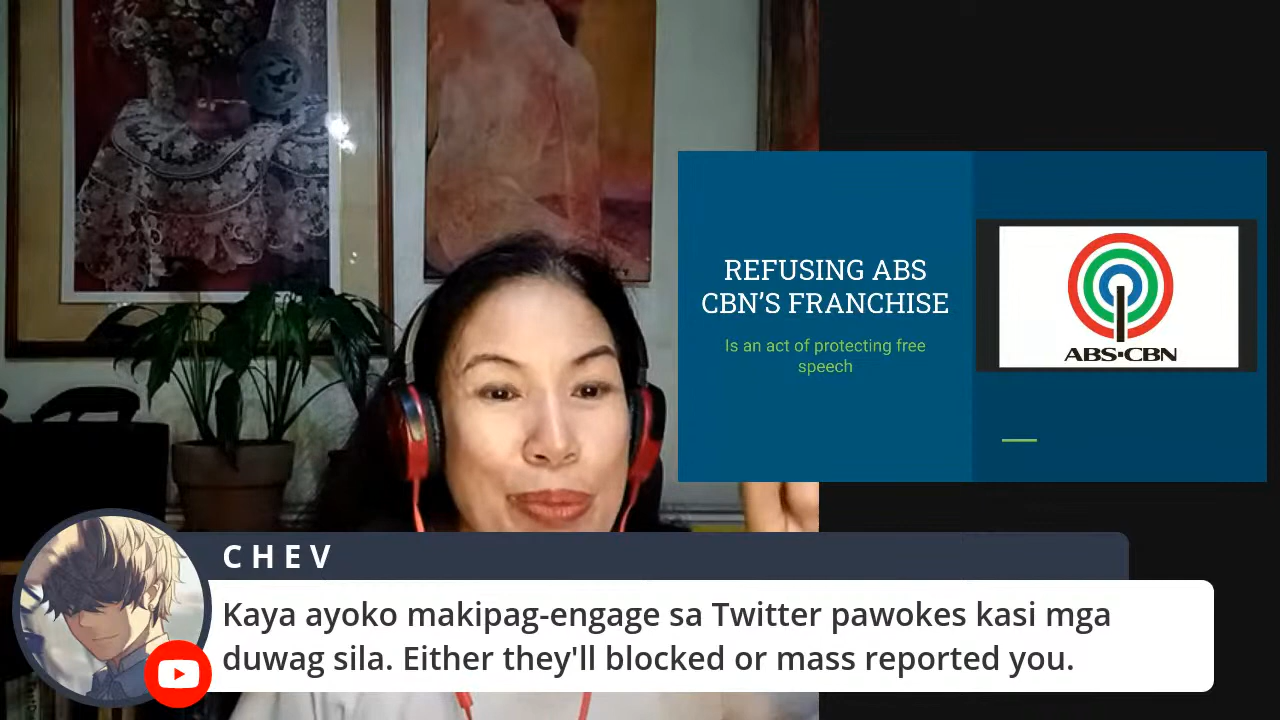 REFUSING ABS
CBN'S FRANCHISE
Is an act of protecting free
speech
ABS·CBN
CHEV
Kaya ayoko makipag-engage sa Twitter pawokes kasi mga
duwag sila. Either they'll blocked or mass reported you.